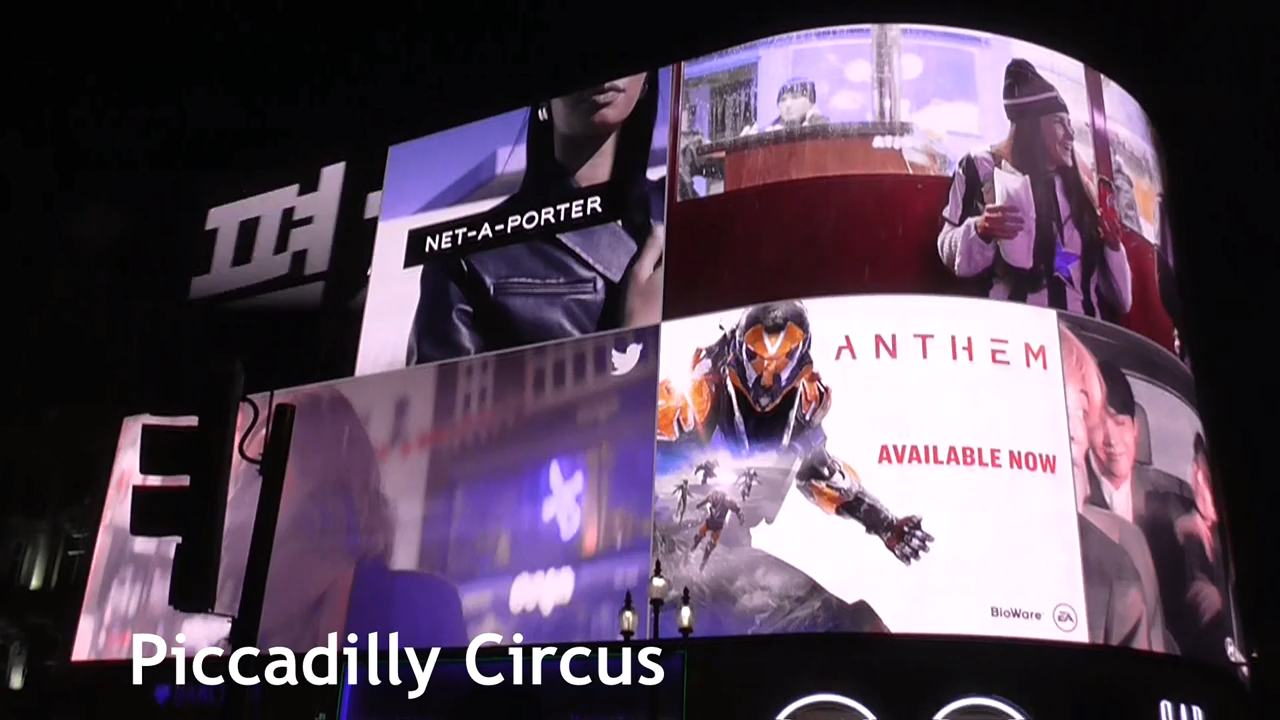 NET-A-PORTER
ANTHEM
AVAILABLE NOW
BioWare
EA
Piccadilly Circus